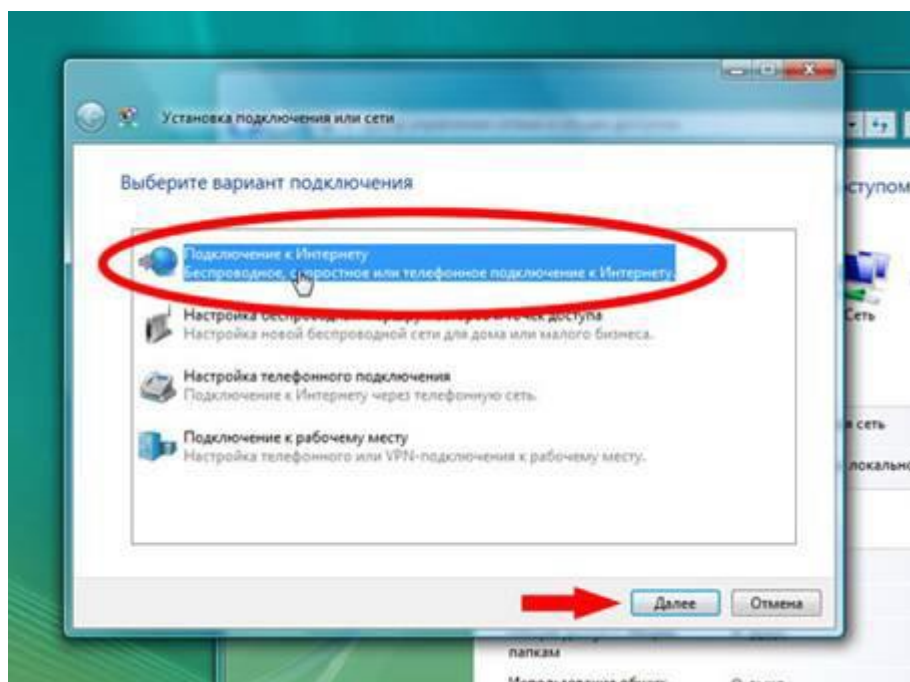 Установка подключения или сети
Выберите вариант подключения
Подключение к Интернету
Беспроводное, скоростное или телефонное подключение к Интернету.
Настройка
доступа
Настройка новой беспроводной сети для дома или малого бизнеса.
Настройка телефонного подключения
Подключение к Интернету через телефонную сеть.
Подключение к рабочему месту
Настройка телефонного или VPN-подключения к рабочему месту.
Далее
Отмена
ступом
Сеть
я сеть
локально
папкам